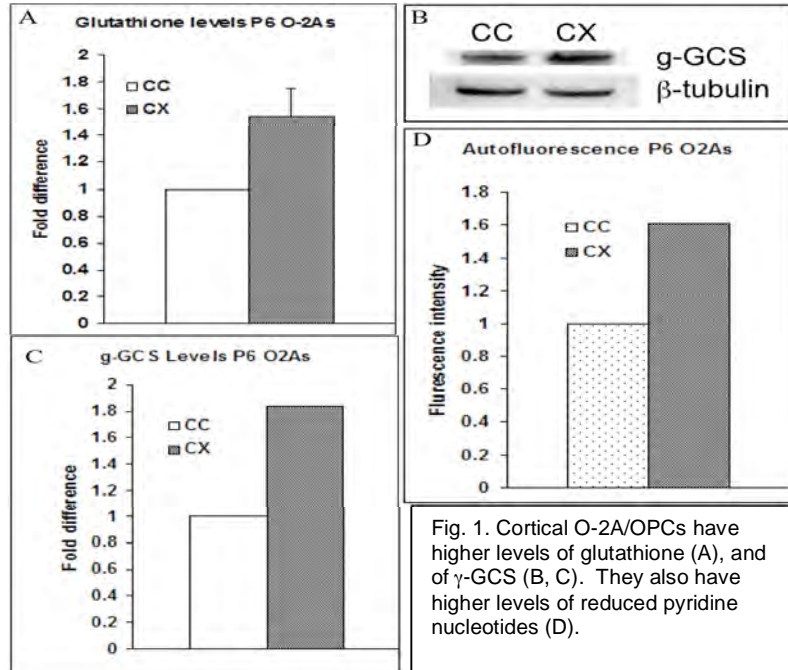 A
Glutathione levels P6 O-2As
Fold difference
2
1.8
1.6
1.4
1.2
1
0.8
0.6
0.4
0.2
0
CC
CX
B
CC CX
g-GCS
β-tubulin
C
g-GCS Levels P6 O2As
Fold difference
2
1.8
1.6
1.4
1.2
1
0.8
0.6
0.4
0.2
0
CC
CX
D
Autofluorescence P6 O2As
Flurescence intensity
1.8
1.6
1.4
1.2
1
0.8
0.6
0.4
0.2
0
CC
CX
Fig. 1. Cortical O-2A/OPCs have
higher levels of glutathione (A), and
of γ-GCS (B, C). They also have
higher levels of reduced pyridine
nucleotides (D).